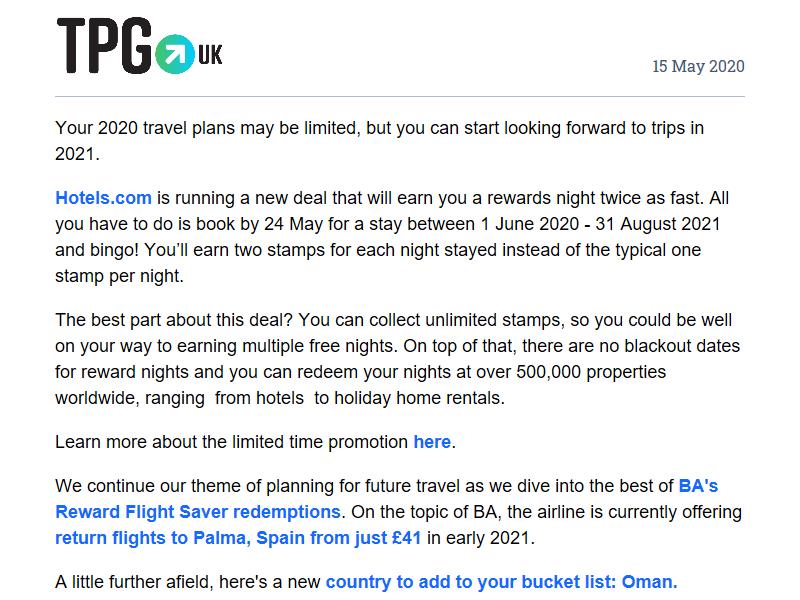 TPG UK
15 May 2020
Your 2020 travel plans may be limited, but you can start looking forward to trips in
2021.
Hotels.com is running a new deal that will earn you a rewards night twice as fast. All
you have to do is book by 24 May for a stay between 1 June 2020 - 31 August 2021
and bingo! You’ll earn two stamps for each night stayed instead of the typical one
stamp per night.
The best part about this deal? You can collect unlimited stamps, so you could be well
on your way to earning multiple free nights. On top of that, there are no blackout dates
for reward nights and you can redeem your nights at over 500,000 properties
worldwide, ranging  from hotels  to holiday home rentals.
Learn more about the limited time promotion here.
We continue our theme of planning for future travel as we dive into the best of BA's
Reward Flight Saver redemptions. On the topic of BA, the airline is currently offering
return flights to Palma, Spain from just £41 in early 2021.
A little further afield, here's a new country to add to your bucket list: Oman.